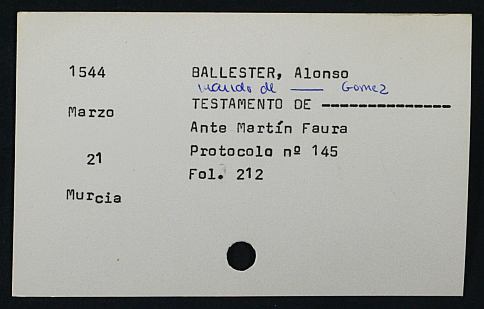 1544
BALLESTER, Alonso
marido de —— Gomez
Marzo
TESTAMENTO DE --------------
Ante Martín Faura
21
Protocolo nº 145
Fol. 212
Murcia